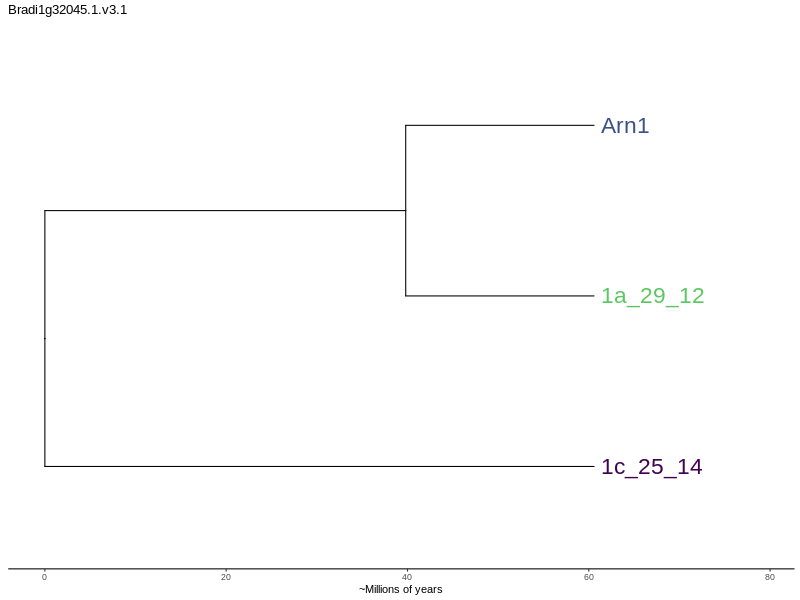 Bradi1g32045.1.v3.1
Arn1
1a_29_12
1c_25_14
0 20 40 60 80
~Millions of years